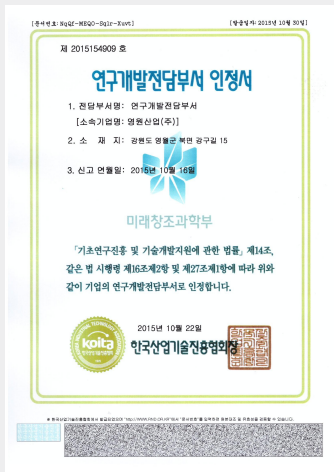 [문서번호: NgQf-MEQO-Sqlr-Xuvt] [발급일자: 2015년 10월 30일]
제 2015154909 호
연구개발전담부서 인정서
1. 전담부서명: 연구개발전담부서
[소속기업명: 영원산업(주)]
2. 소 재 지: 강원도 영월군 북면 강구길 15
3. 신고 연월일: 2015년 10월 16일
미래창조과학부
「기초연구진흥 및 기술개발지원에 관한 법률」 제14조,
같은 법 시행령 제16조제2항 및 제27조제1항에 따라 위와
같이 기업의 연구개발전담부서로 인정합니다.
2015년 10월 22일
koita
한국산업기술진흥협회장